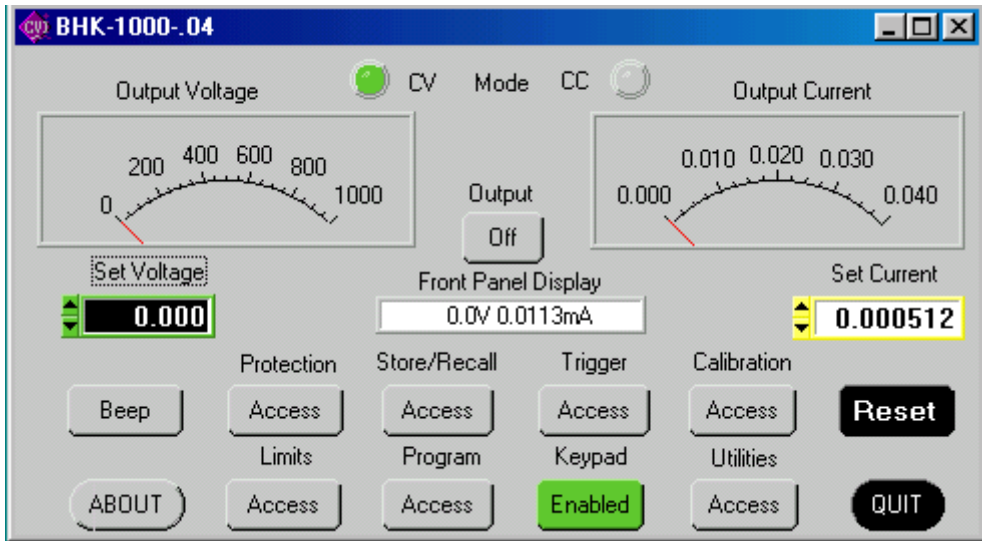 CVI BHK-1000-.04
Output Voltage
CV Mode CC
Output Current
0 200 400 600 800 1000
0.000 0.010 0.020 0.030 0.040
Output
Off
Set Voltage
0.000
Front Panel Display
0.0V 0.0113mA
Set Current
0.000512
Protection Store/Recall Trigger Calibration
Beep Access Access Access Access Reset
Limits Program Keypad Utilities
ABOUT Access Access Enabled Access QUIT